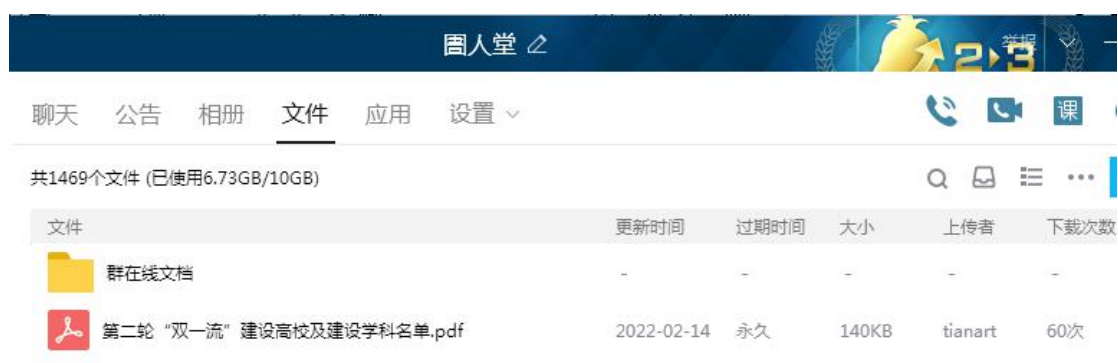 圕人堂
2 3
举报
聊天 公告 相册 文件 应用 设置
课
共1469个文件 (已使用6.73GB/10GB)
文件 更新时间 过期时间 大小 上传者 下载次数
群在线文档 - - - - -
第二轮“双一流”建设高校及建设学科名单.pdf 2022-02-14 永久 140KB tianart 60次